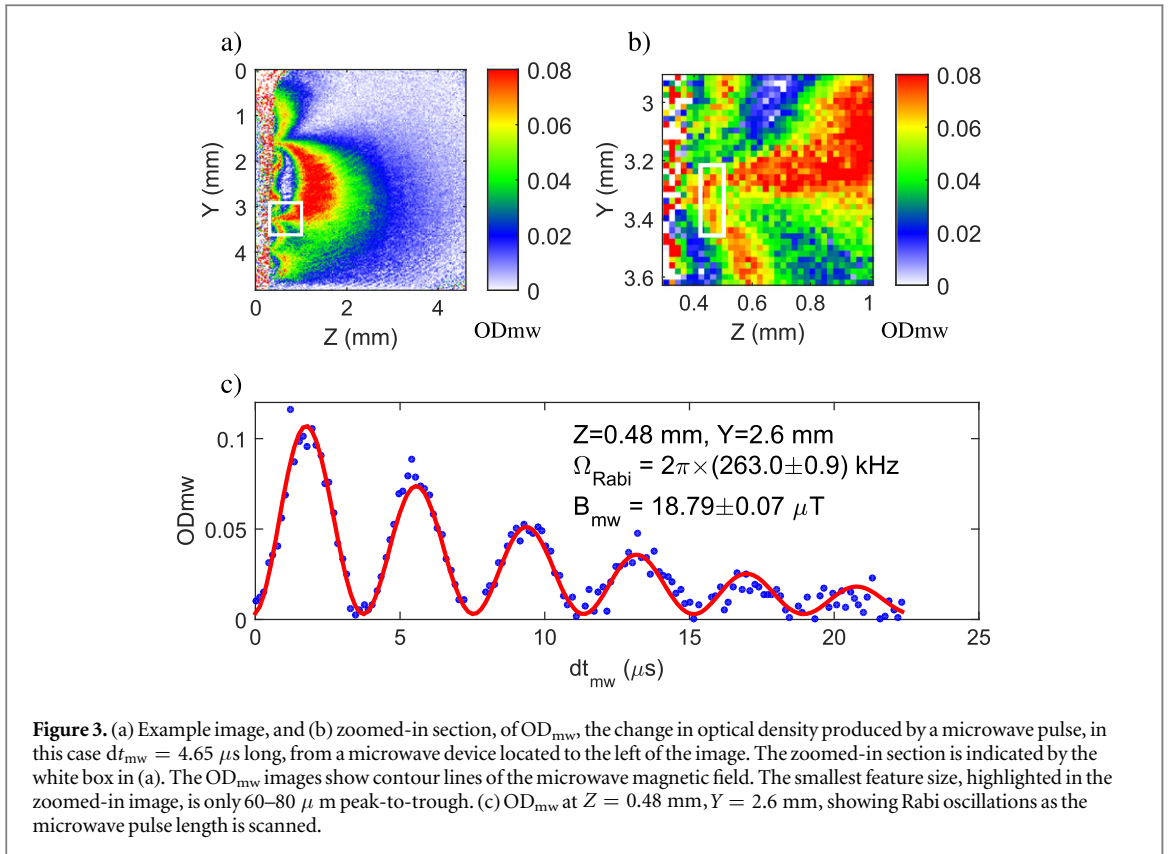 a)
b)
0
1
2
3
4
Y (mm)
0
2
4
Z (mm)
0.08
0.06
0.04
0.02
0
ODmw
3
3.2
3.4
3.6
Y (mm)
0.4
0.6
0.8
1
Z (mm)
0.08
0.06
0.04
0.02
0
ODmw
c)
0.1
0.05
0
ODmw
Z=0.48 mm, Y=2.6 mm
Ω_Rabi = 2π×(263.0±0.9) kHz
B_mw = 18.79±0.07 μT
0
5
10
15
20
25
dt_mw (μs)
Figure 3. (a) Example image, and (b) zoomed-in section, of OD_mw, the change in optical density produced by a microwave pulse, in
this case dt_mw = 4.65 μs long, from a microwave device located to the left of the image. The zoomed-in section is indicated by the
white box in (a). The OD_mw images show contour lines of the microwave magnetic field. The smallest feature size, highlighted in the
zoomed-in image, is only 60–80 μ m peak-to-trough. (c) OD_mw at Z = 0.48 mm, Y = 2.6 mm, showing Rabi oscillations as the
microwave pulse length is scanned.